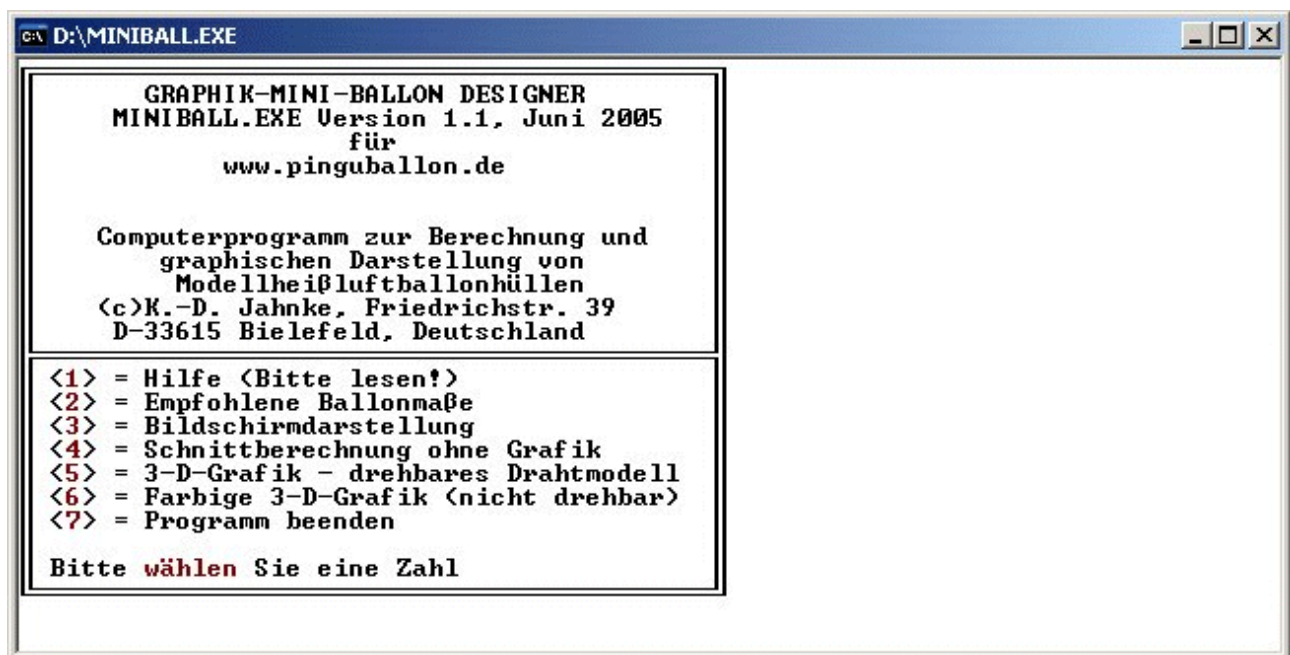 D:\MINIBALL.EXE
GRAPHIK-MINI-BALLON DESIGNER
MINIBALL.EXE Version 1.1, Juni 2005
für
www.pinguballon.de
Computerprogramm zur Berechnung und
graphischen Darstellung von
Modellheißluftballonhüllen
(c)K.-D. Jahnke, Friedrichstr. 39
D-33615 Bielefeld, Deutschland
<1> = Hilfe (Bitte lesen!)
<2> = Empfohlene Ballonmaße
<3> = Bildschirmdarstellung
<4> = Schnittberechnung ohne Grafik
<5> = 3-D-Grafik - drehbares Drahtmodell
<6> = Farbige 3-D-Grafik (nicht drehbar)
<7> = Programm beenden
Bitte wählen Sie eine Zahl